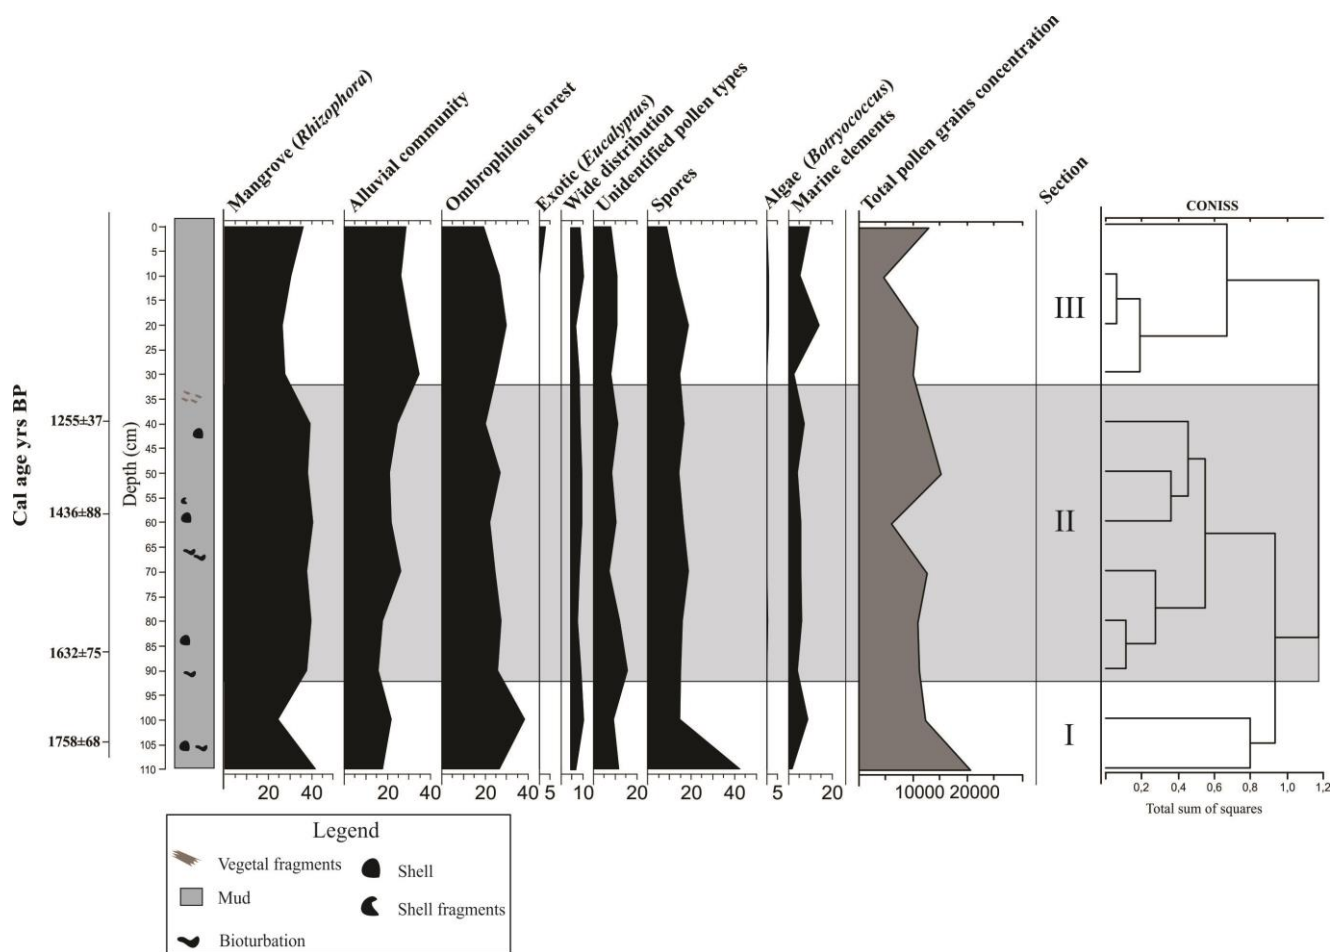 Mangrove (Rhizophora)
Alluvial community
Ombrophilous Forest
Exotic (Eucalyptus)
Wide distribution
Unidentified pollen types
Spores
Algae (Botryococcus)
Marine elements
Total pollen grains concentration
Section
CONISS
Cal age yrs BP
1255±37
1436±88
1632±75
1758±68
Depth (cm)
0
5
10
15
20
25
30
35
40
45
50
55
60
65
70
75
80
85
90
95
100
105
110
III
II
I
20 40 20 40 20 40 5 10 20 20 40 5 20 10000 20000
0,2 0,4 0,6 0,8 1,0 1,2
Total sum of squares
Legend
Vegetal fragments
Shell
Mud
Shell fragments
Bioturbation